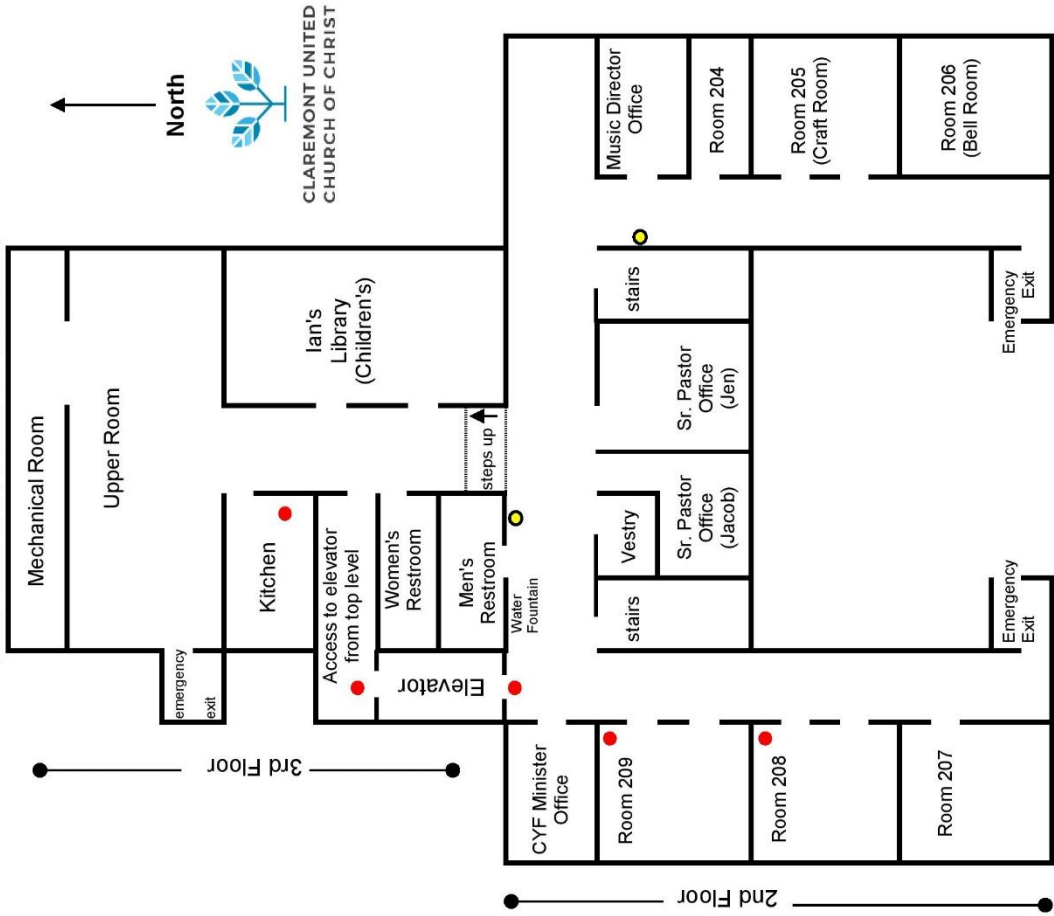 North
CLAREMONT UNITED
CHURCH OF CHRIST
Mechanical Room
Upper Room
Ian's
Library
(Children's)
Kitchen
emergency
exit
Access to elevator
from top level
Women's
Restroom
Men's
Restroom
steps up
Elevator
Water
Fountain
3rd Floor
Music Director
Office
Room 204
Room 205
(Craft Room)
Room 206
(Bell Room)
stairs
Sr. Pastor
Office
(Jen)
Vestry
Sr. Pastor
Office
(Jacob)
stairs
Emergency
Exit
Emergency
Exit
CYF Minister
Office
Room 209
Room 208
Room 207
2nd Floor